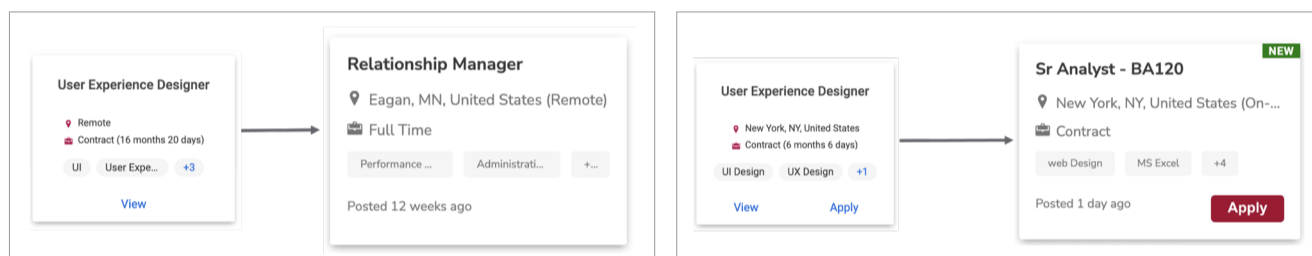 User Experience Designer
Remote
Contract (16 months 20 days)
UI User Expe... +3
View
Relationship Manager
Eagan, MN, United States (Remote)
Full Time
Performance ... Administrati... +...
Posted 12 weeks ago
User Experience Designer
New York, NY, United States
Contract (6 months 6 days)
UI Design UX Design +1
View Apply
NEW
Sr Analyst - BA120
New York, NY, United States (On-...
Contract
web Design MS Excel +4
Posted 1 day ago Apply